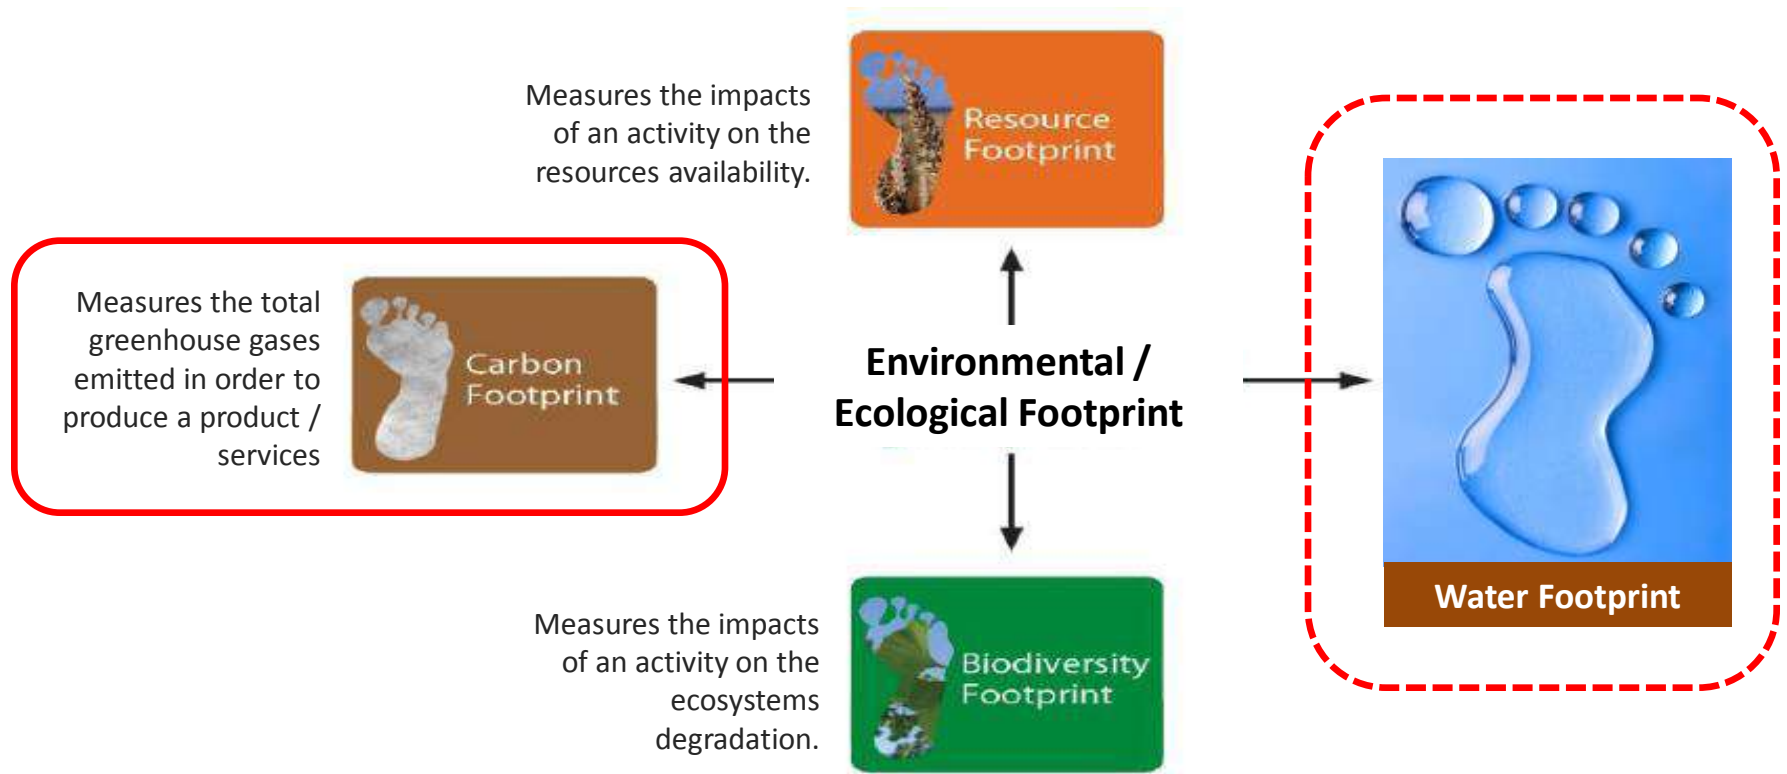 Measures the impacts
of an activity on the
resources availability.
Resource
Footprint
Measures the total
greenhouse gases
emitted in order to
produce a product /
services
Carbon
Footprint
Environmental /
Ecological Footprint
Water Footprint
Measures the impacts
of an activity on the
ecosystems
degradation.
Biodiversity
Footprint